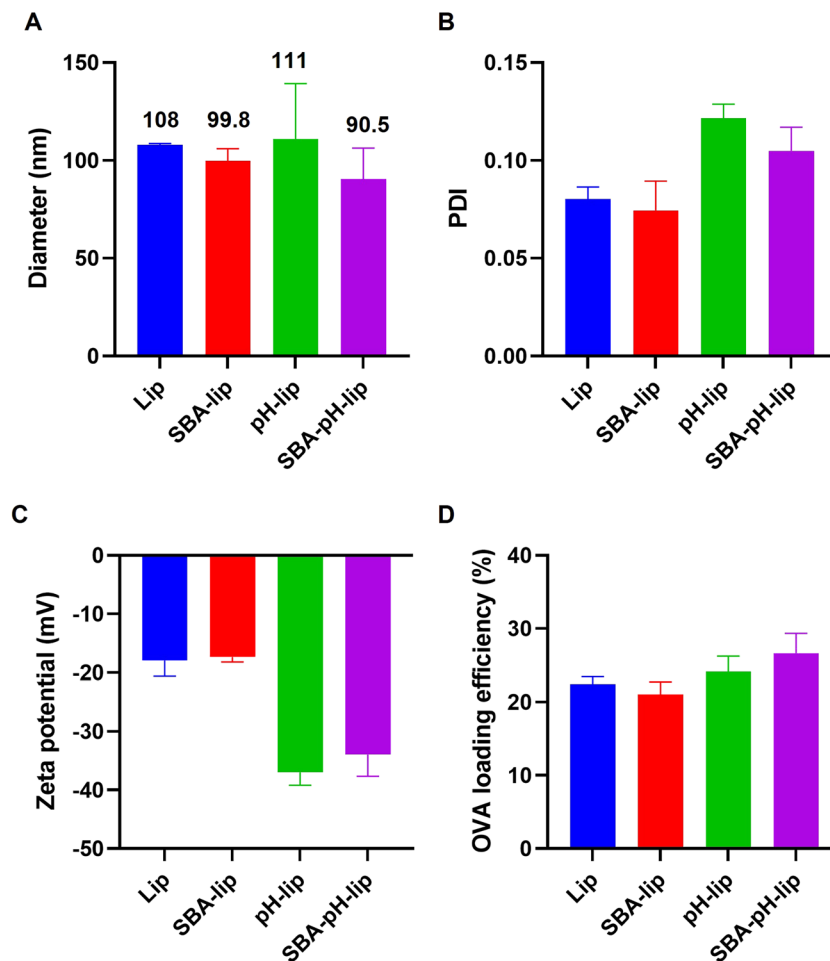 A
Diameter (nm)
150
100
50
0
108
99.8
111
90.5
Lip
SBA-lip
pH-lip
SBA-pH-lip
B
PDI
0.15
0.10
0.05
0.00
Lip
SBA-lip
pH-lip
SBA-pH-lip
C
Zeta potential (mV)
0
-10
-20
-30
-40
-50
Lip
SBA-lip
pH-lip
SBA-pH-lip
D
OVA loading efficiency (%)
40
30
20
10
0
Lip
SBA-lip
pH-lip
SBA-pH-lip